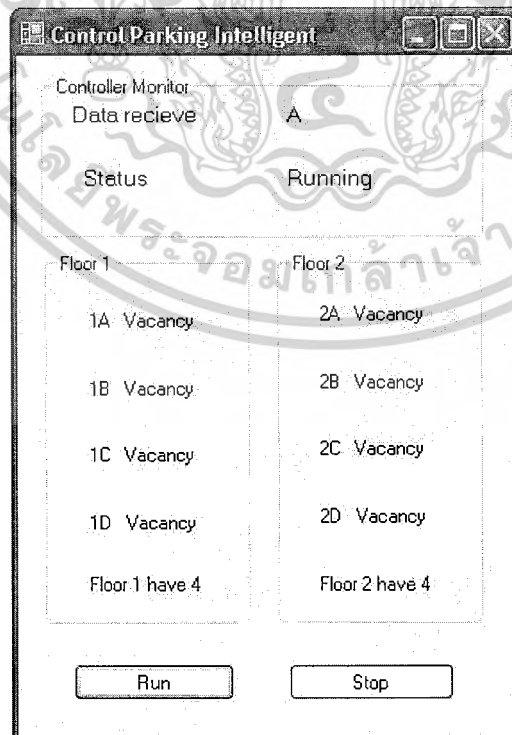 Control Parking Intelligent
Controller Monitor
Data recieve A
Status Running
Floor 1
1A Vacancy
1B Vacancy
1C Vacancy
1D Vacancy
Floor 1 have 4
Floor 2
2A Vacancy
2B Vacancy
2C Vacancy
2D Vacancy
Floor 2 have 4
Run Stop